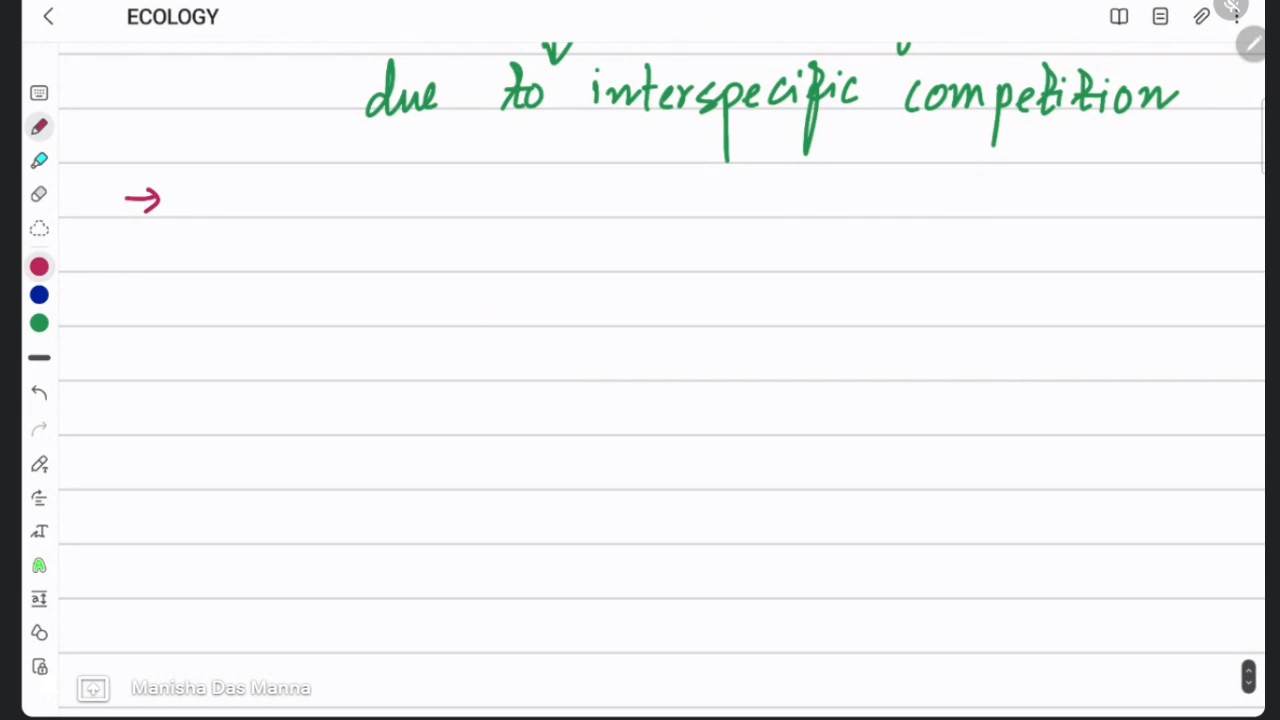 ECOLOGY
due to interspecific competition
→
Manisha Das Manna